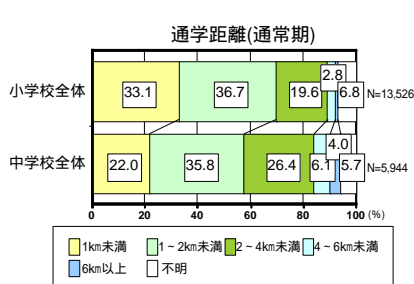 通学距離(通常期)
小学校全体 33.1 36.7 19.6 2.8 6.8 N=13,526
中学校全体 22.0 35.8 26.4 6.1 4.0 5.7 N=5,944
0 20 40 60 80 100 (%)
1km未満 1~2km未満 2~4km未満 4~6km未満
6km以上 不明